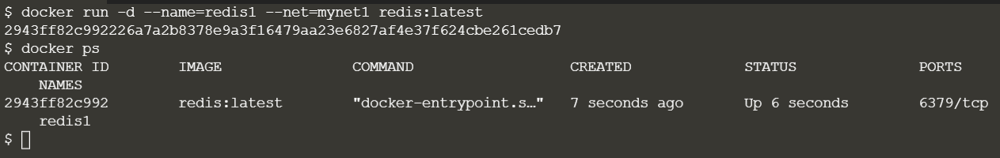 $ docker run -d --name=redis1 --net=mynet1 redis:latest
2943ff82c992226a7a2b8378e9a3f16479aa23e6827af4e37f624cbe261cedb7
$ docker ps
CONTAINER ID        IMAGE               COMMAND                  CREATED             STATUS              PORTS
    NAMES
2943ff82c992        redis:latest        "docker-entrypoint.s…"   7 seconds ago       Up 6 seconds        6379/tcp
    redis1
$